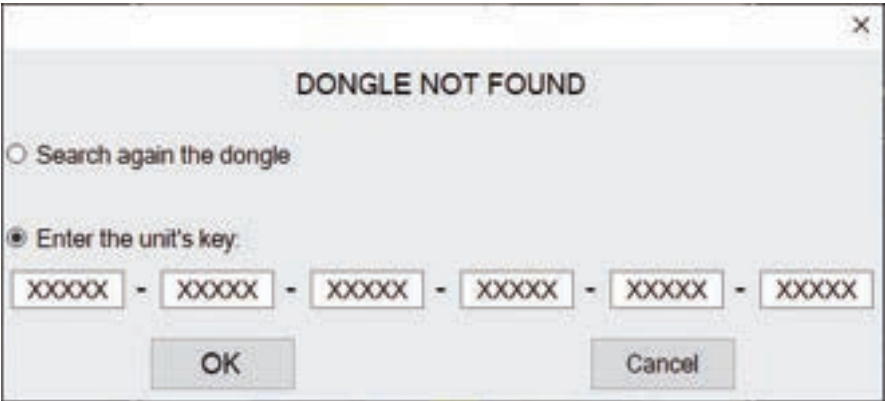 DONGLE NOT FOUND
Search again the dongle
Enter the unit's key:
XXXXX - XXXXX - XXXXX - XXXXX - XXXXX - XXXXX
OK Cancel